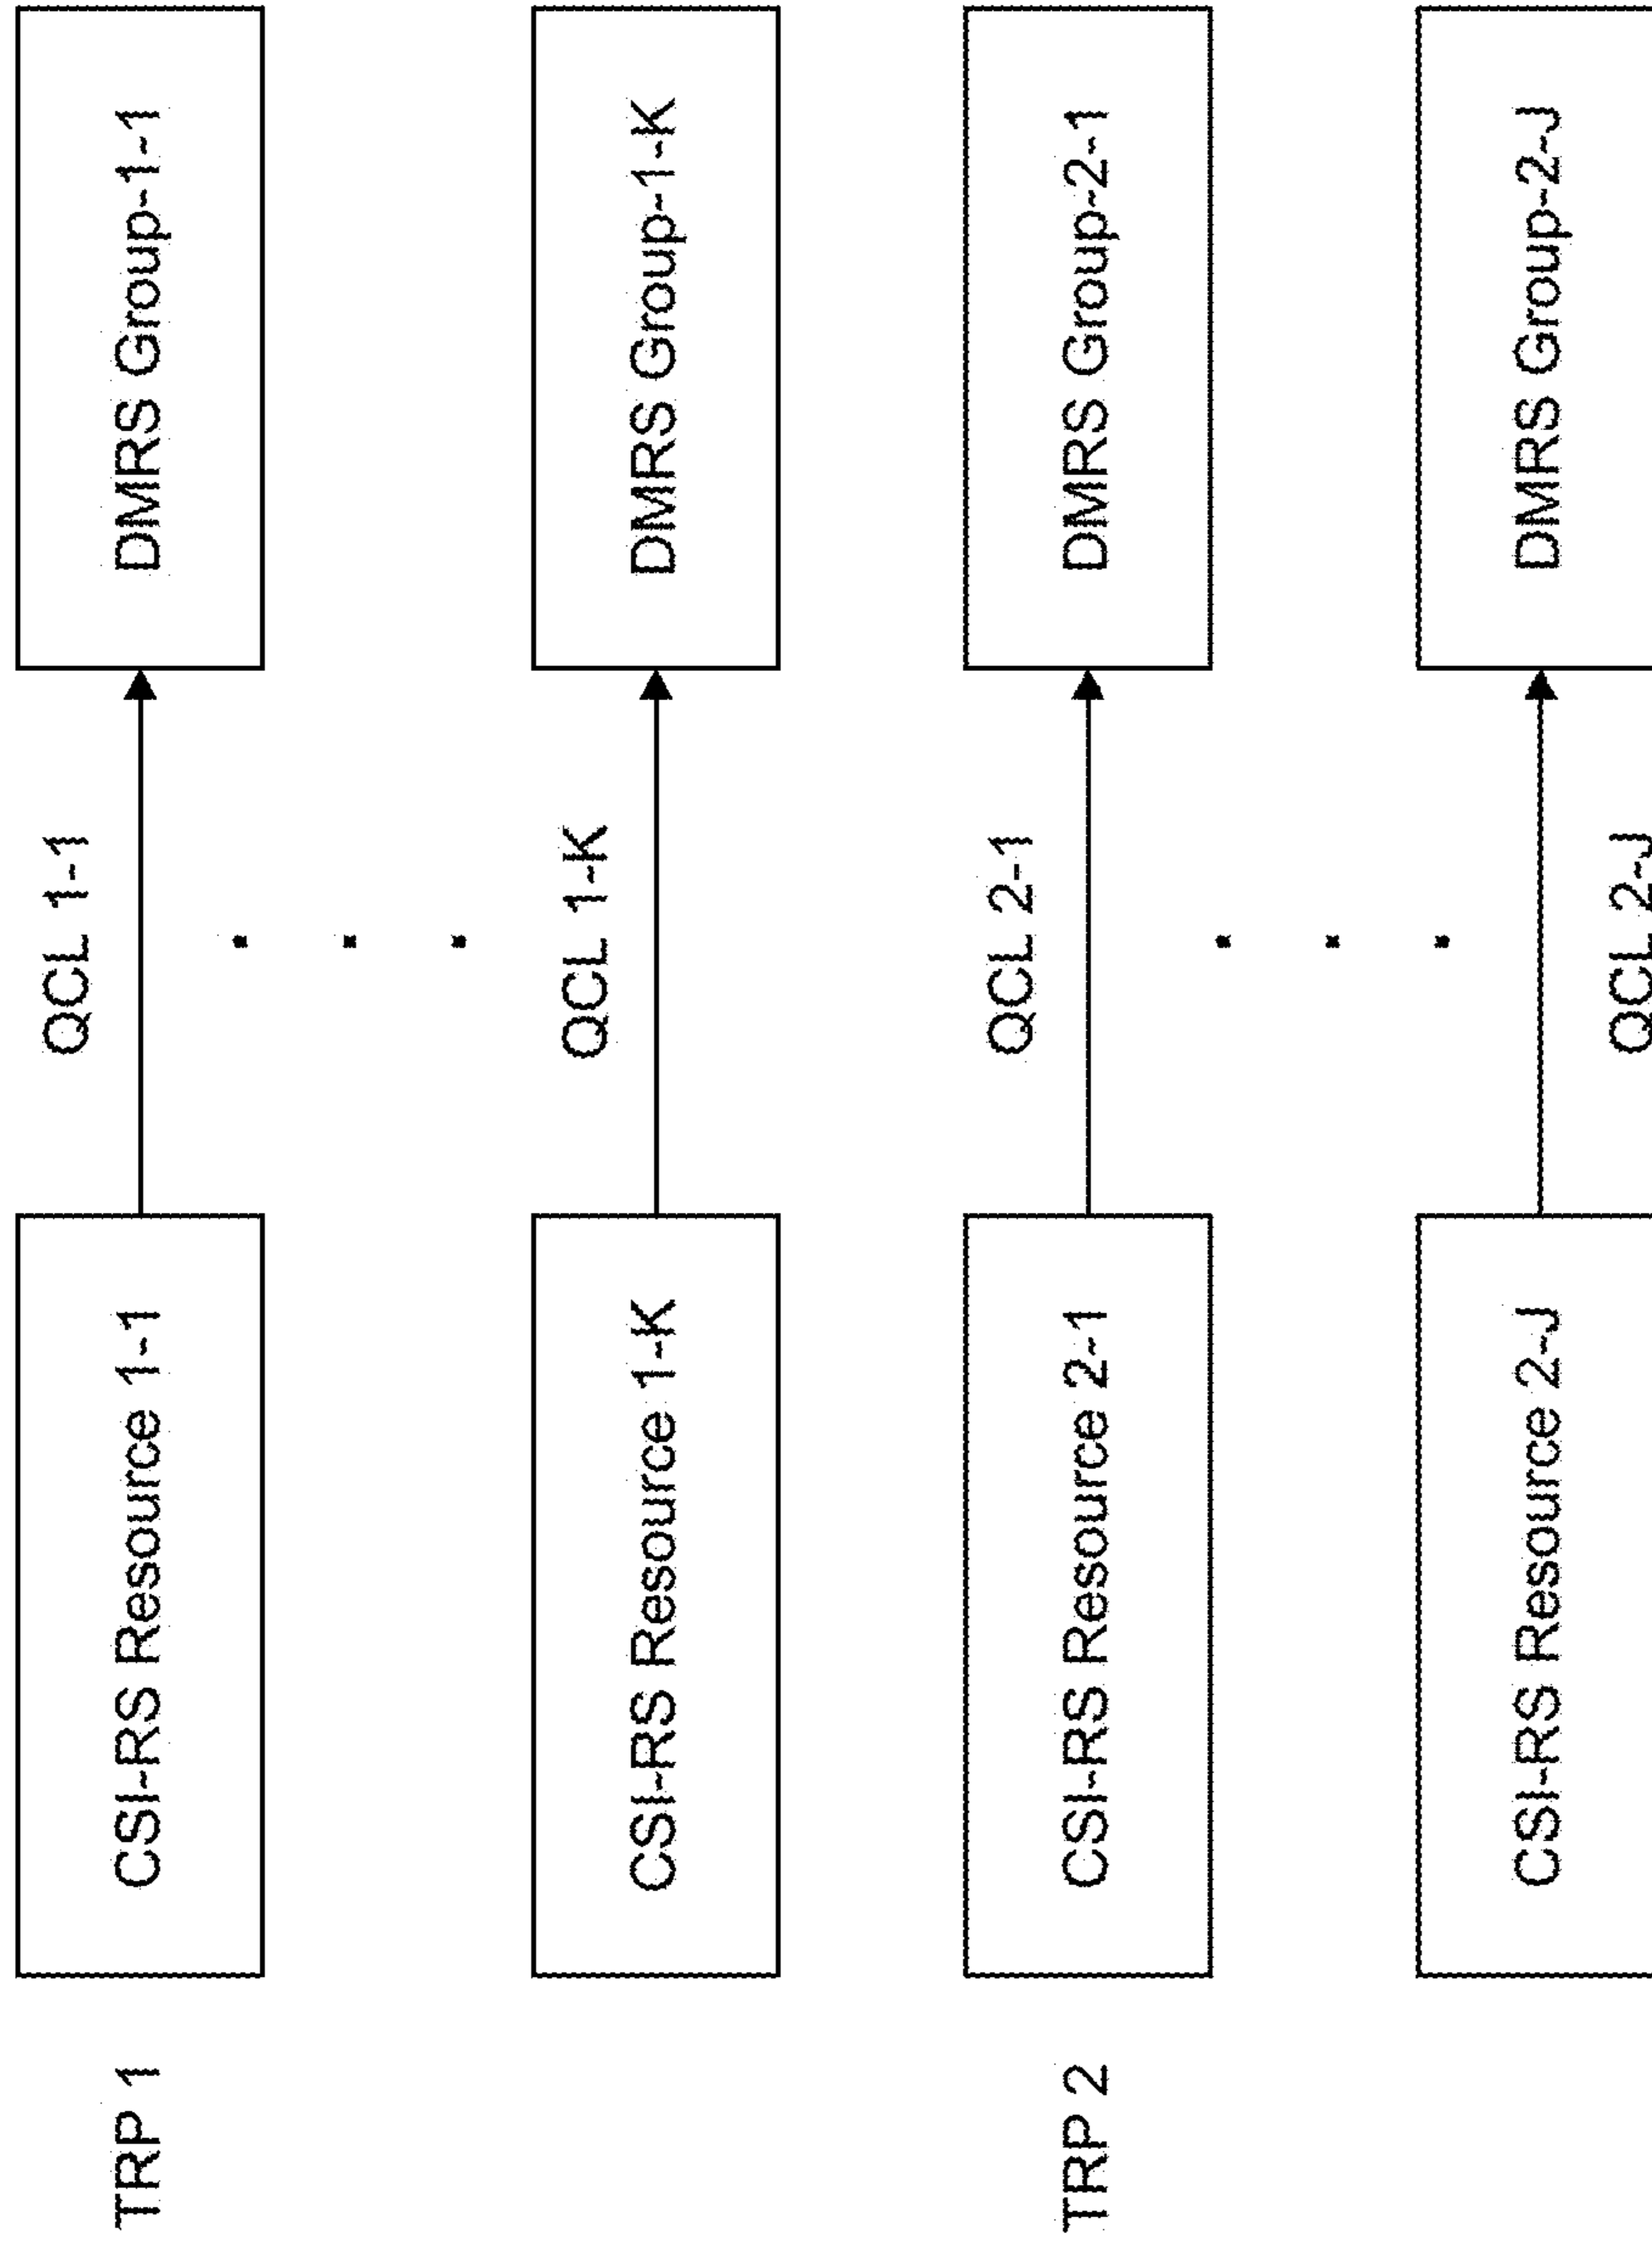 TRP 1
CSI-RS Resource 1-1
QCL 1-1
DMRS Group-1-1
CSI-RS Resource 1-K
QCL 1-K
DMRS Group-1-K
TRP 2
CSI-RS Resource 2-1
QCL 2-1
DMRS Group-2-1
CSI-RS Resource 2-J
QCL 2-J
DMRS Group-2-J